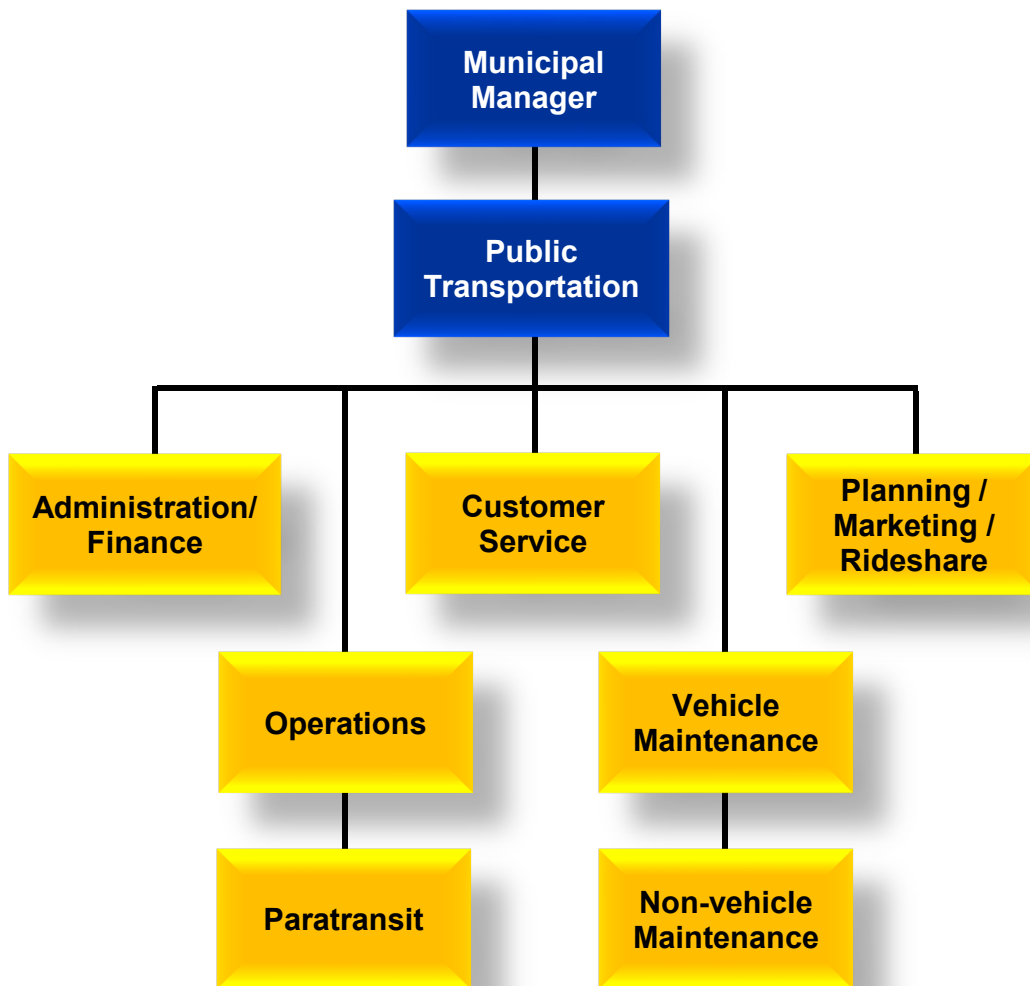 Municipal
Manager
Public
Transportation
Administration/
Finance
Customer
Service
Planning /
Marketing /
Rideshare
Operations
Vehicle
Maintenance
Paratransit
Non-vehicle
Maintenance